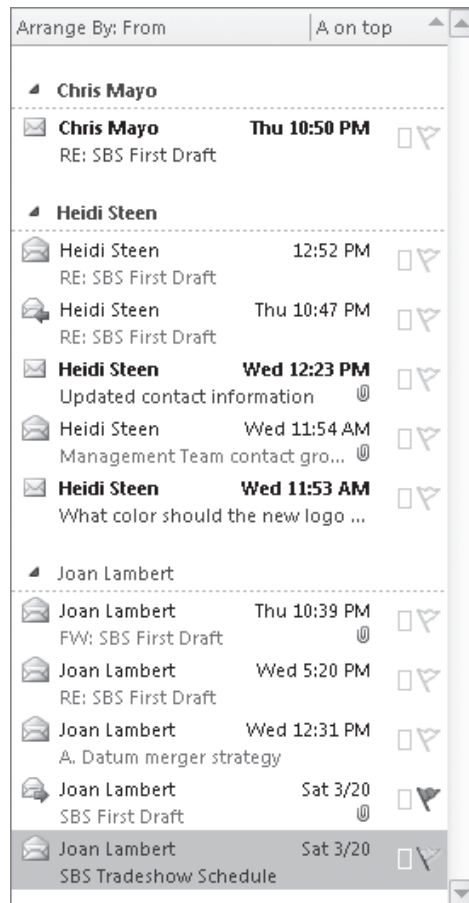 Arrange By: From A on top
Chris Mayo
Chris Mayo Thu 10:50 PM
RE: SBS First Draft
Heidi Steen
Heidi Steen 12:52 PM
RE: SBS First Draft
Heidi Steen Thu 10:47 PM
RE: SBS First Draft
Heidi Steen Wed 12:23 PM
Updated contact information
Heidi Steen Wed 11:54 AM
Management Team contact gro...
Heidi Steen Wed 11:53 AM
What color should the new logo ...
Joan Lambert
Joan Lambert Thu 10:39 PM
FW: SBS First Draft
Joan Lambert Wed 5:20 PM
RE: SBS First Draft
Joan Lambert Wed 12:31 PM
A. Datum merger strategy
Joan Lambert Sat 3/20
SBS First Draft
Joan Lambert Sat 3/20
SBS Tradeshow Schedule